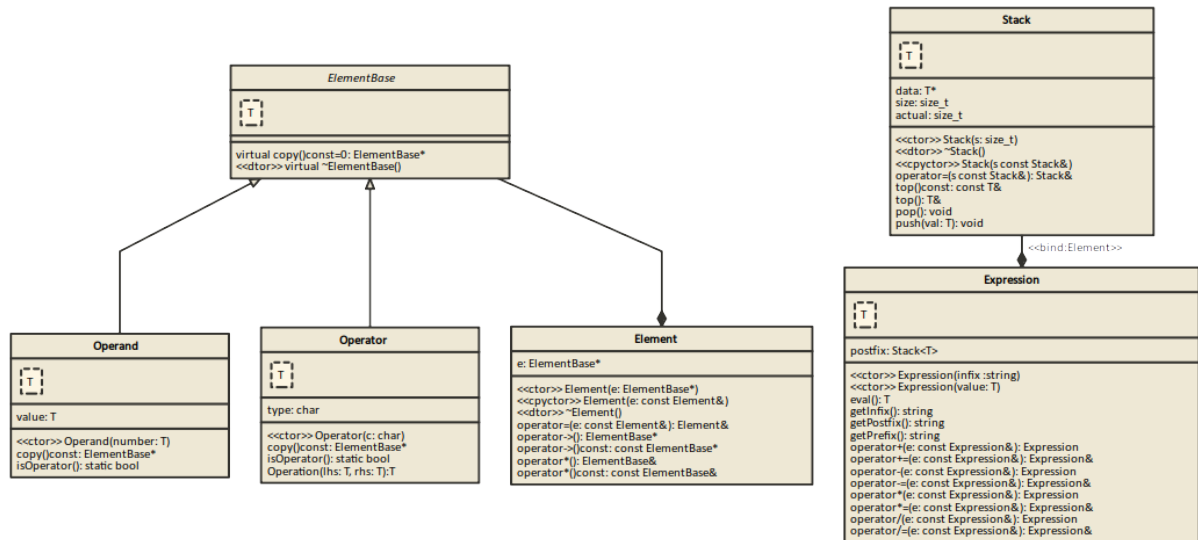 Stack
T
data: T*
size: size_t
actual: size_t
<<ctor>> Stack(s: size_t)
<<dtor>> ~Stack()
<<cpyctor>> Stack(s const Stack&)
operator=(s const Stack&): Stack&
top()const: const T&
top(): T&
pop(): void
push(val: T): void
<<bind:Element>>
ElementBase
T
virtual copy()const=0: ElementBase*
<<dtor>> virtual ~ElementBase()
Operand
T
value: T
<<ctor>> Operand(number: T)
copy()const: ElementBase*
isOperator(): static bool
Operator
T
type: char
<<ctor>> Operator(c: char)
copy()const: ElementBase*
isOperator(): static bool
Operation(lhs: T, rhs: T):T
Element
e: ElementBase*
<<ctor>> Element(e: ElementBase*)
<<cpyctor>> Element(e: const Element&)
<<dtor>> ~Element()
operator=(e: const Element&): Element&
operator->(): ElementBase*
operator->()const: const ElementBase*
operator*(): ElementBase&
operator*()const: const ElementBase&
Expression
T
postfix: Stack<T>
<<ctor>> Expression(infix :string)
<<ctor>> Expression(value: T)
eval(): T
getInfix(): string
getPostfix(): string
getPrefix(): string
operator+(e: const Expression&): Expression
operator+=(e: const Expression&): Expression&
operator-(e: const Expression&): Expression
operator-=(e: const Expression&): Expression&
operator*(e: const Expression&): Expression
operator*=(e: const Expression&): Expression&
operator/(e: const Expression&): Expression
operator/=(e: const Expression&): Expression&